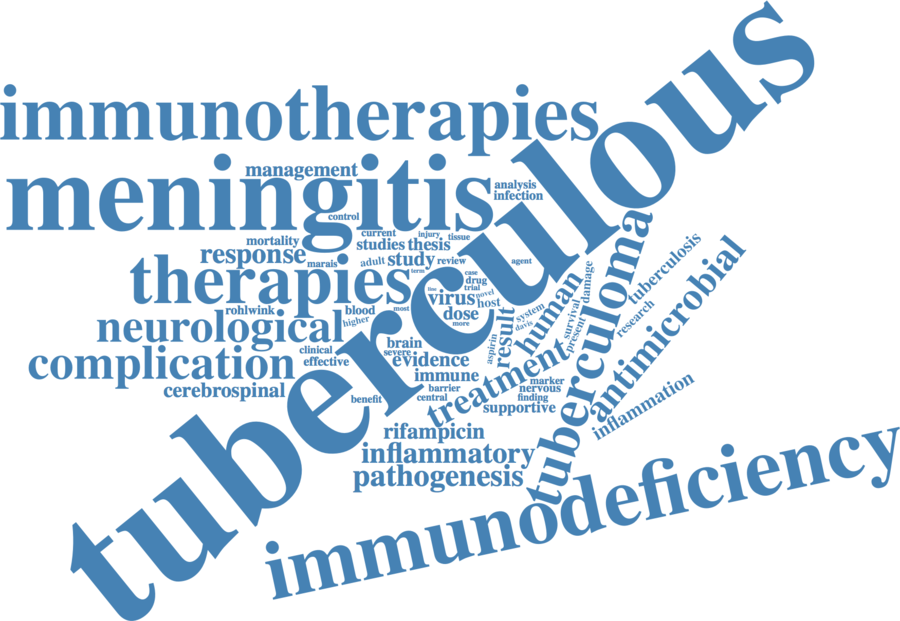 tuberculous
immunotherapies
management
meningitis
analysis
infection
control
current
injury
tissue
mortality
studies
thesis
response
marais
adult
study
review
agent
term
therapies
case
drug
trial
virus
novel
host
line
rohlwink
blood
most
dose
more
higher
neurological
brain
severe
clinical
effective
evidence
complication
immune
cerebrospinal
barrier
central
benefit
system
davis
result
aspirin
human
survival
present
damage
treatment
marker
nervous
finding
supportive
tuberculoma
tuberculosis
research
antimicrobial
inflammation
rifampicin
inflammatory
pathogenesis
immunodeficiency